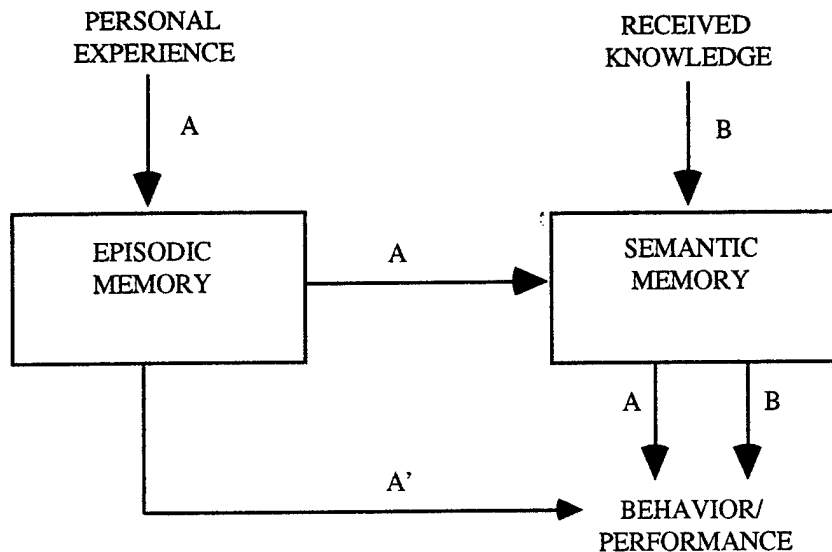 PERSONAL
EXPERIENCE
RECEIVED
KNOWLEDGE
A
B
EPISODIC
MEMORY
A
SEMANTIC
MEMORY
A
B
A'
BEHAVIOR/
PERFORMANCE